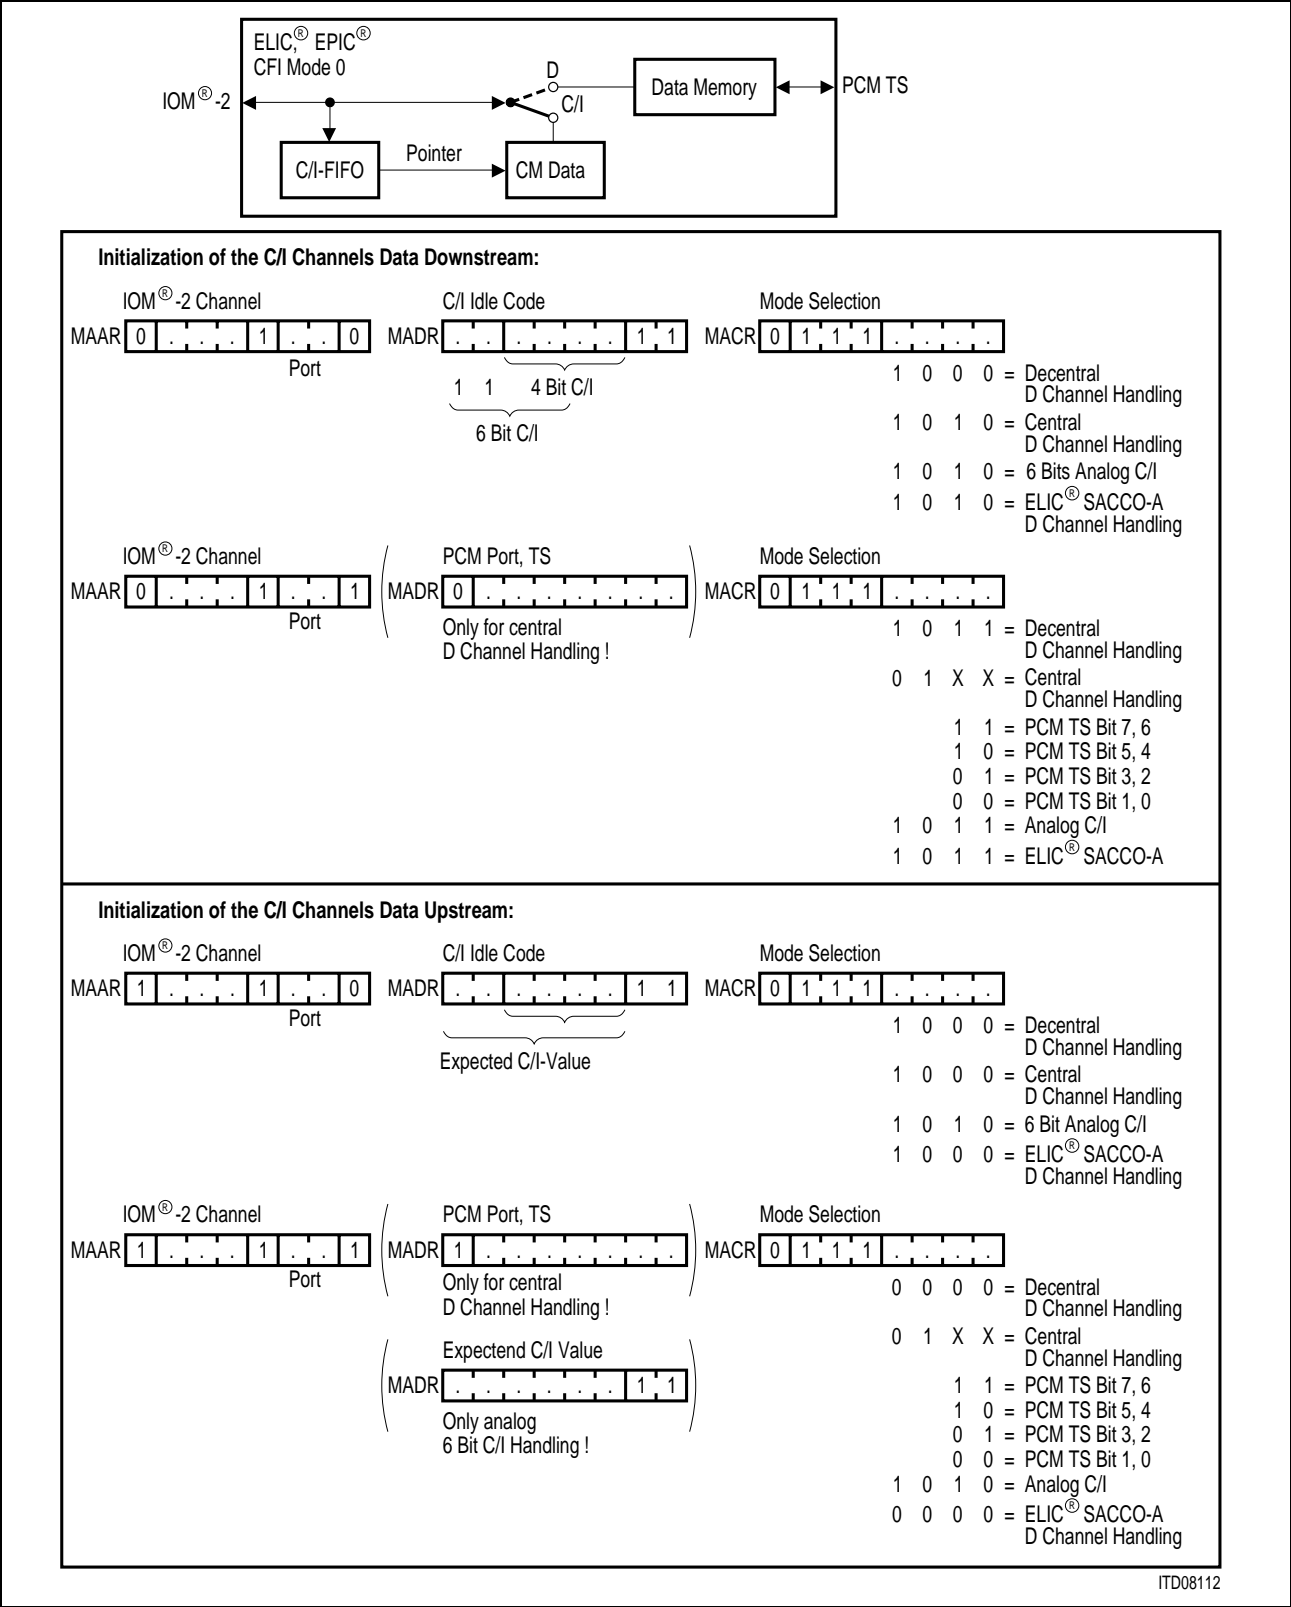 ELIC,® EPIC®
CFI Mode 0
IOM®-2
D
C/I
Data Memory
PCM TS
C/I-FIFO
Pointer
CM Data
Initialization of the C/I Channels Data Downstream:
IOM®-2 Channel C/I Idle Code Mode Selection
MAAR 0 . . . 1 . . 0 MADR . . . . . . 1 1 MACR 0 1 1 1 . . . .
Port
1 1 4 Bit C/I
6 Bit C/I
1 0 0 0 = Decentral
D Channel Handling
1 0 1 0 = Central
D Channel Handling
1 0 1 0 = 6 Bits Analog C/I
1 0 1 0 = ELIC® SACCO-A
D Channel Handling
IOM®-2 Channel PCM Port, TS Mode Selection
MAAR 0 . . . 1 . . 1 MADR 0 . . . . . . . MACR 0 1 1 1 . . . .
Port
Only for central
D Channel Handling !
1 0 1 1 = Decentral
D Channel Handling
0 1 X X = Central
D Channel Handling
1 1 = PCM TS Bit 7, 6
1 0 = PCM TS Bit 5, 4
0 1 = PCM TS Bit 3, 2
0 0 = PCM TS Bit 1, 0
1 0 1 1 = Analog C/I
1 0 1 1 = ELIC® SACCO-A
Initialization of the C/I Channels Data Upstream:
IOM®-2 Channel C/I Idle Code Mode Selection
MAAR 1 . . . 1 . . 0 MADR . . . . . . 1 1 MACR 0 1 1 1 . . . .
Port
Expected C/I-Value
1 0 0 0 = Decentral
D Channel Handling
1 0 0 0 = Central
D Channel Handling
1 0 1 0 = 6 Bit Analog C/I
1 0 0 0 = ELIC® SACCO-A
D Channel Handling
IOM®-2 Channel PCM Port, TS Mode Selection
MAAR 1 . . . 1 . . 1 MADR 1 . . . . . . . MACR 0 1 1 1 . . . .
Port
Only for central
D Channel Handling !
0 0 0 0 = Decentral
D Channel Handling
0 1 X X = Central
D Channel Handling
Expectend C/I Value
MADR . . . . . . 1 1
Only analog
6 Bit C/I Handling !
1 1 = PCM TS Bit 7, 6
1 0 = PCM TS Bit 5, 4
0 1 = PCM TS Bit 3, 2
0 0 = PCM TS Bit 1, 0
1 0 1 0 = Analog C/I
0 0 0 0 = ELIC® SACCO-A
D Channel Handling
ITD08112